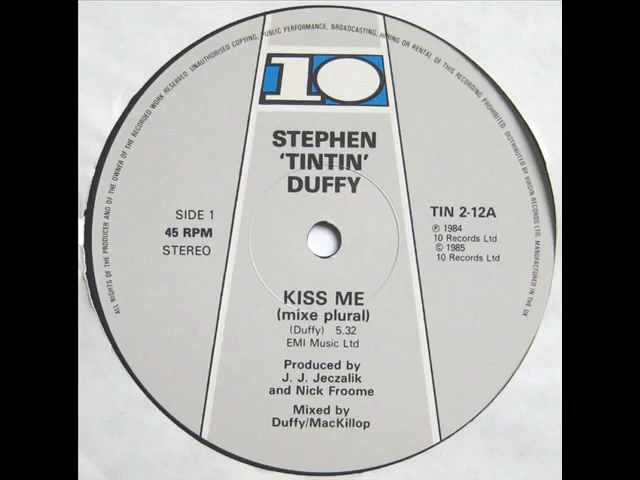 ALL RIGHTS OF THE PRODUCER AND OF THE OWNER OF THE RECORDED WORK RESERVED. UNAUTHORISED COPYING, PUBLIC PERFORMANCE, BROADCASTING, HIRING OR RENTAL OF THIS RECORDING PROHIBITED. DISTRIBUTED BY VIRGIN RECORDS LTD. MANUFACTURED IN THE UK
10
STEPHEN
'TINTIN'
DUFFY
SIDE 1
45 RPM
STEREO
TIN 2-12A
℗ 1984
10 Records Ltd
© 1985
10 Records Ltd
KISS ME
(mixe plural)
(Duffy) 5.32
EMI Music Ltd
Produced by
J. J. Jeczalik
and Nick Froome
Mixed by
Duffy/MacKillop